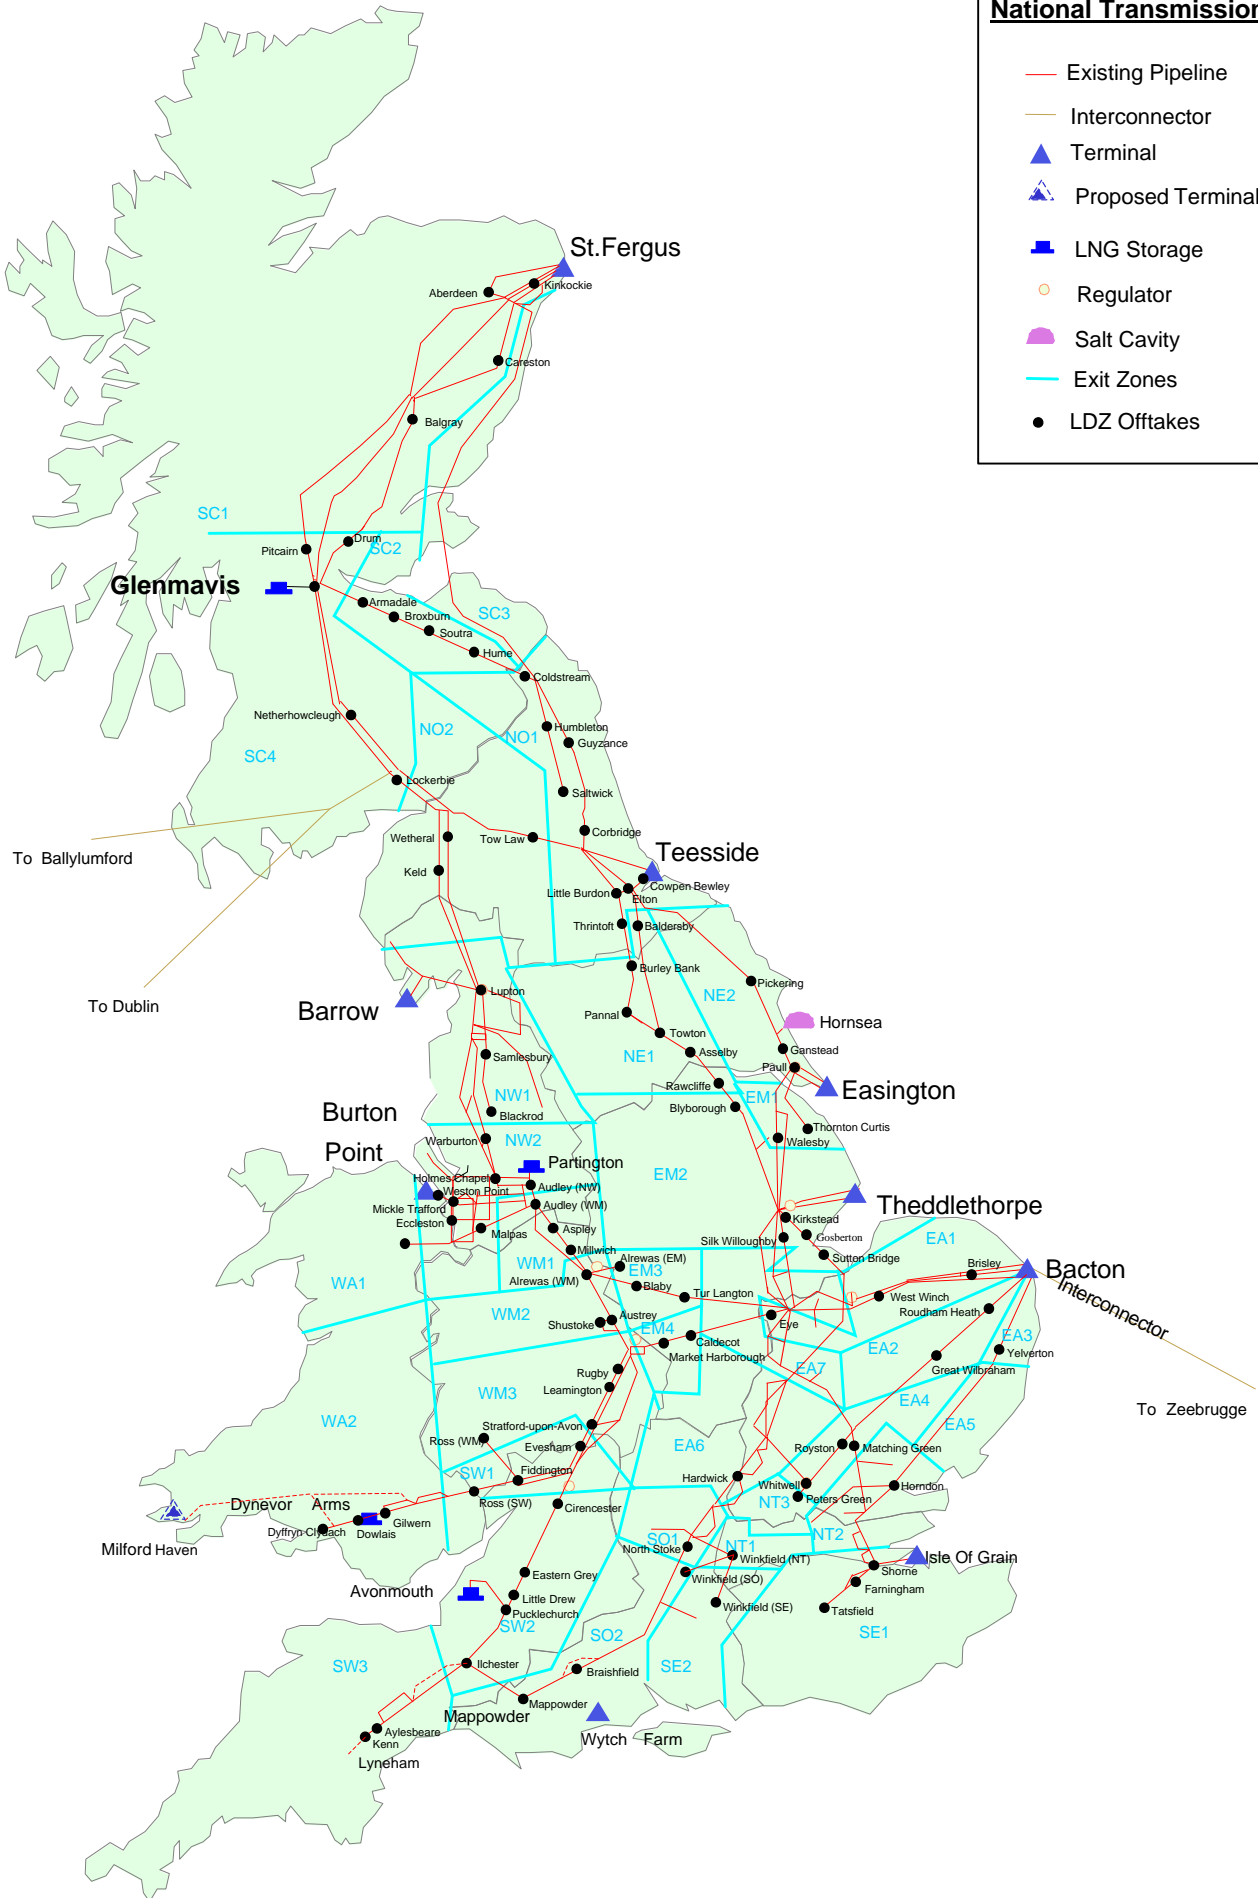 National Transmission
Existing Pipeline
Interconnector
Terminal
Proposed Terminal
LNG Storage
Regulator
Salt Cavity
Exit Zones
LDZ Offtakes
St.Fergus
Kinkockie
Aberdeen
Careston
Balgray
SC1
Drum
SC2
Pitcairn
Glenmavis
Armadale
Broxburn
SC3
Soutra
Hume
Coldstream
Netherhowcleugh
NO2
NO1
Humbleton
Guyzance
SC4
Lockerbie
Saltwick
Corbridge
Wetheral
Tow Law
To Ballylumford
Teesside
Keld
Cowpen Bewley
Little Burdon
Elton
Thrintoft
Baldersby
Burley Bank
Pickering
NE2
Lupton
To Dublin
Barrow
Pannal
Hornsea
Towton
Ganstead
Samlesbury
NE1
Asselby
Paull
Rawcliffe
Easington
NW1
EM1
Blyborough
Burton
Point
Blackrod
Thornton Curtis
Warburton
NW2
Walesby
Partington
EM2
Holmes Chapel
Audley (NW)
Weston Point
Mickle Trafford
Audley (WM)
Theddlethorpe
Eccleston
Kirkstead
Malpas
Aspley
Silk Willoughby
Gosberton
EA1
Millwich
Sutton Bridge
Alrewas (EM)
Brisley
Bacton
WM1
EM3
Alrewas (WM)
Blaby
WA1
Tur Langton
West Winch
Roudham Heath
Interconnector
WM2
Shustoke
Austrey
EM4
Eye
Caldecot
Market Harborough
EA3
EA2
Yelverton
Rugby
EA7
Great Wilbraham
Leamington
WM3
EA4
To Zeebrugge
WA2
Stratford-upon-Avon
EA5
Ross (WM)
Evesham
EA6
Royston
Matching Green
Fiddington
Hardwick
Whitwell
Horndon
SW1
Ross (SW)
NT3
Peters Green
Dynevor Arms
Cirencester
Gilwern
Dyffryn Clydach
Dowlais
NT2
Milford Haven
SO1
NT1
North Stoke
Winkfield (NT)
Isle Of Grain
Shorne
Eastern Grey
Winkfield (SO)
Farningham
Avonmouth
Little Drew
Pucklechurch
Winkfield (SE)
Tatsfield
SW2
SO2
SE1
SW3
Ilchester
Braishfield
SE2
Mappowder
Mappowder
Aylesbeare
Kenn
Wytch Farm
Lyneham